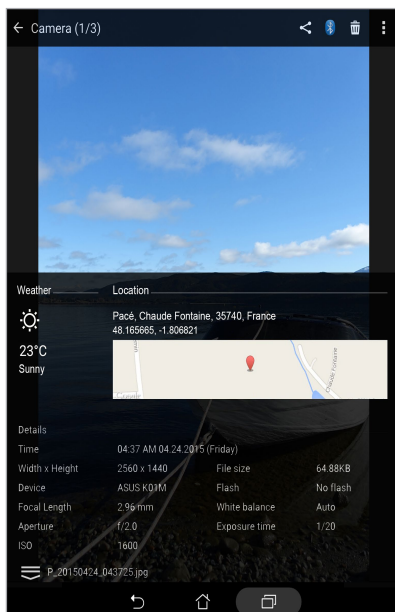 Camera (1/3)
Weather
Location
23°C
Sunny
Pacé, Chaude Fontaine, 35740, France
48.165665, -1.806821
Chaude Fontaine
Google
Details
Time 04:37 AM 04.24.2015 (Friday)
Width x Height 2560 x 1440 File size 64.88KB
Device ASUS K01M Flash No flash
Focal Length 2.96 mm White balance Auto
Aperture f/2.0 Exposure time 1/20
ISO 1600
P_20150424_043725.jpg